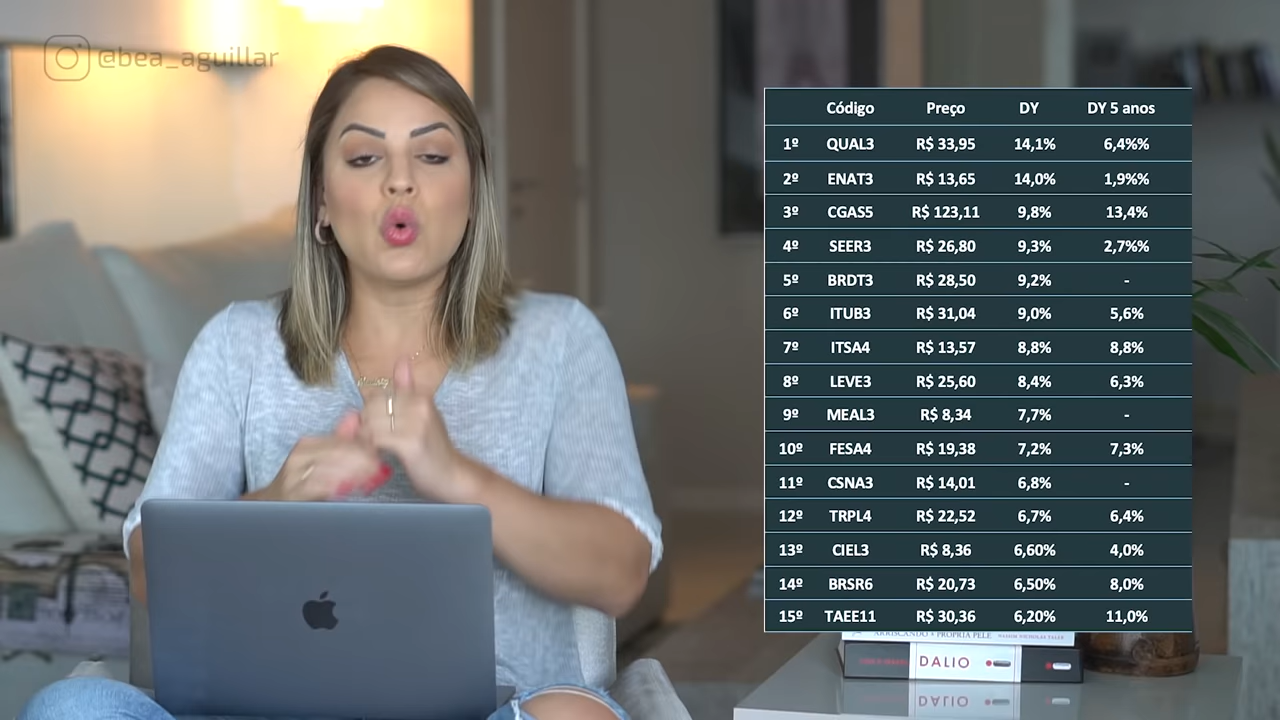 @bea_aguillar
Código Preço DY DY 5 anos
1º QUAL3 R$ 33,95 14,1% 6,4%%
2º ENAT3 R$ 13,65 14,0% 1,9%%
3º CGAS5 R$ 123,11 9,8% 13,4%
4º SEER3 R$ 26,80 9,3% 2,7%%
5º BRDT3 R$ 28,50 9,2% -
6º ITUB3 R$ 31,04 9,0% 5,6%
7º ITSA4 R$ 13,57 8,8% 8,8%
8º LEVE3 R$ 25,60 8,4% 6,3%
9º MEAL3 R$ 8,34 7,7% -
10º FESA4 R$ 19,38 7,2% 7,3%
11º CSNA3 R$ 14,01 6,8% -
12º TRPL4 R$ 22,52 6,7% 6,4%
13º CIEL3 R$ 8,36 6,60% 4,0%
14º BRSR6 R$ 20,73 6,50% 8,0%
15º TAEE11 R$ 30,36 6,20% 11,0%
PRÓPRIA PELE
DALIO